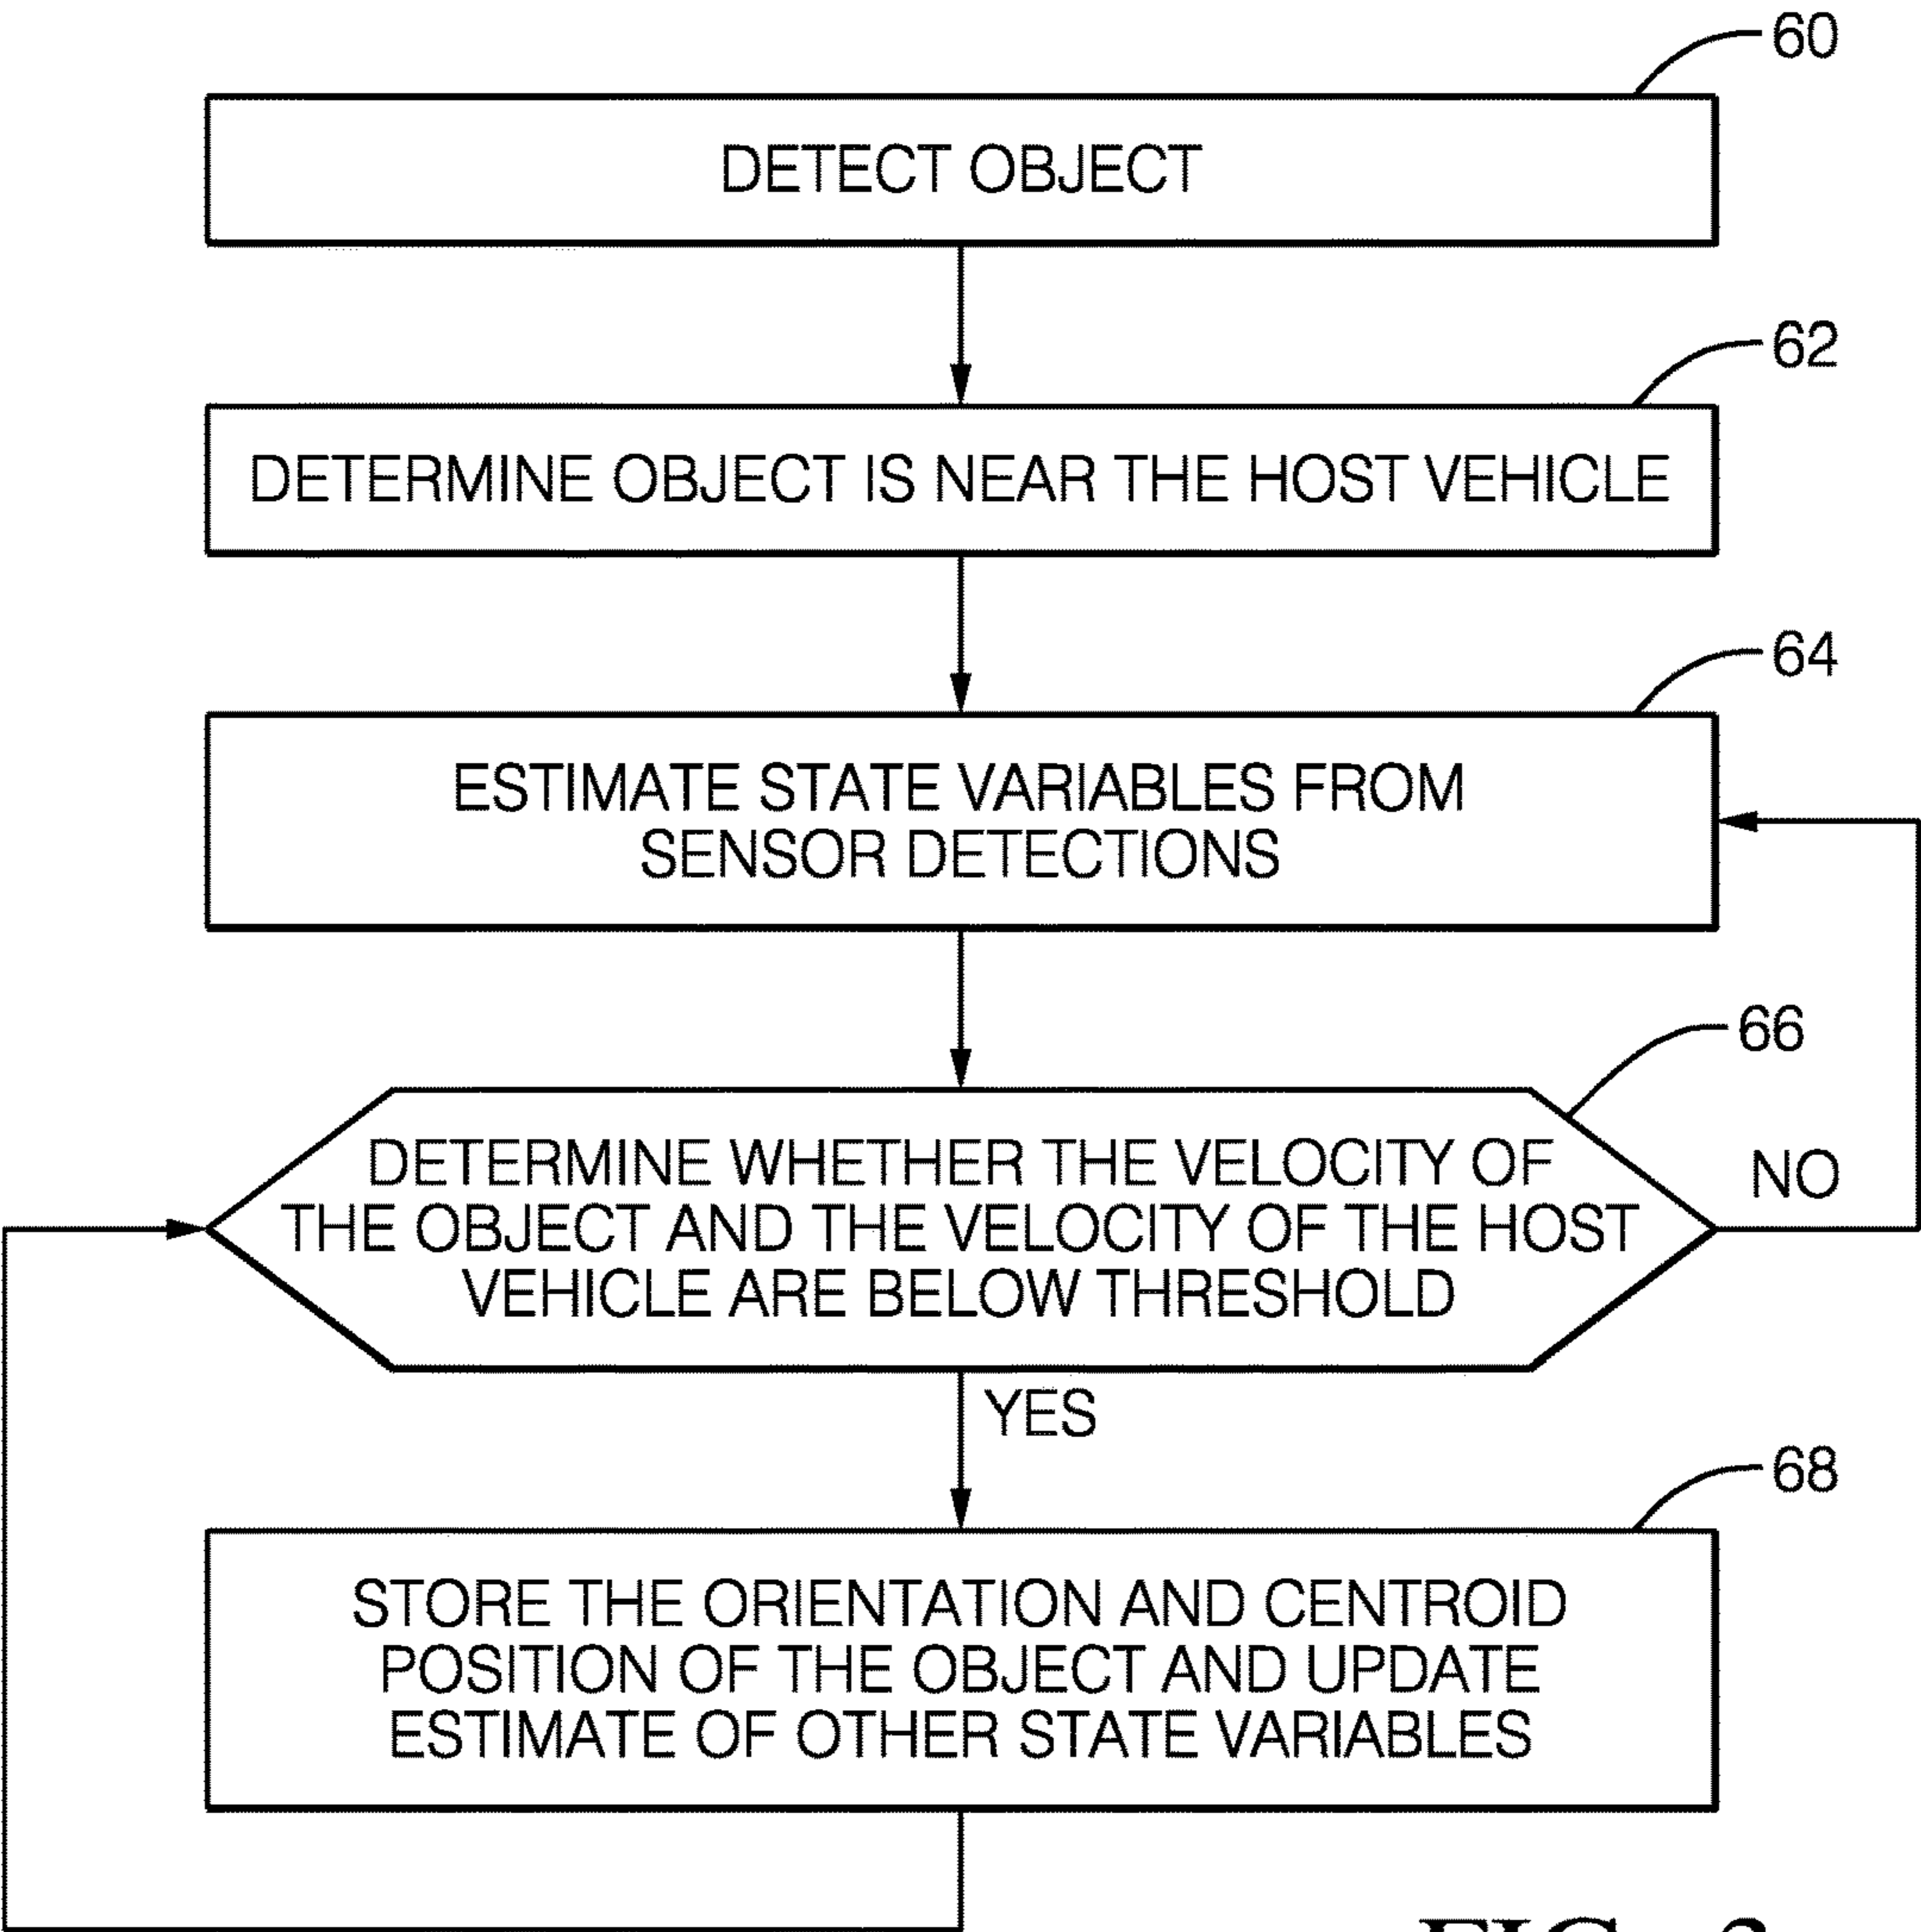 60
DETECT OBJECT
62
DETERMINE OBJECT IS NEAR THE HOST VEHICLE
64
ESTIMATE STATE VARIABLES FROM
SENSOR DETECTIONS
66
DETERMINE WHETHER THE VELOCITY OF
THE OBJECT AND THE VELOCITY OF THE HOST
VEHICLE ARE BELOW THRESHOLD
NO
YES
68
STORE THE ORIENTATION AND CENTROID
POSITION OF THE OBJECT AND UPDATE
ESTIMATE OF OTHER STATE VARIABLES